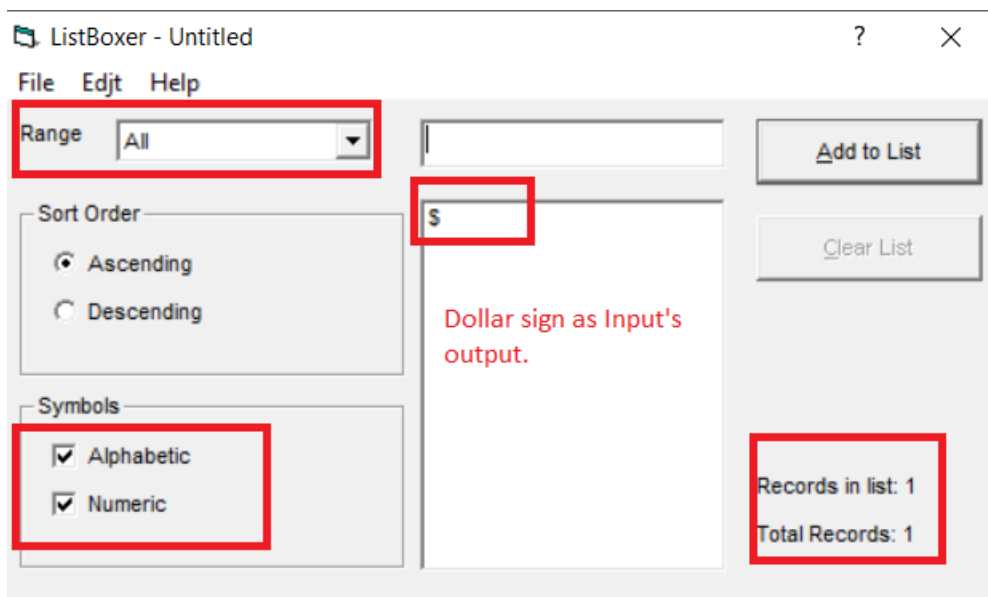 ListBoxer - Untitled
?
File Edjt Help
Range
All
Add to List
Sort Order
$
Clear List
Ascending
Descending
Dollar sign as Input's
output.
Symbols
Alphabetic
Numeric
Records in list: 1
Total Records: 1